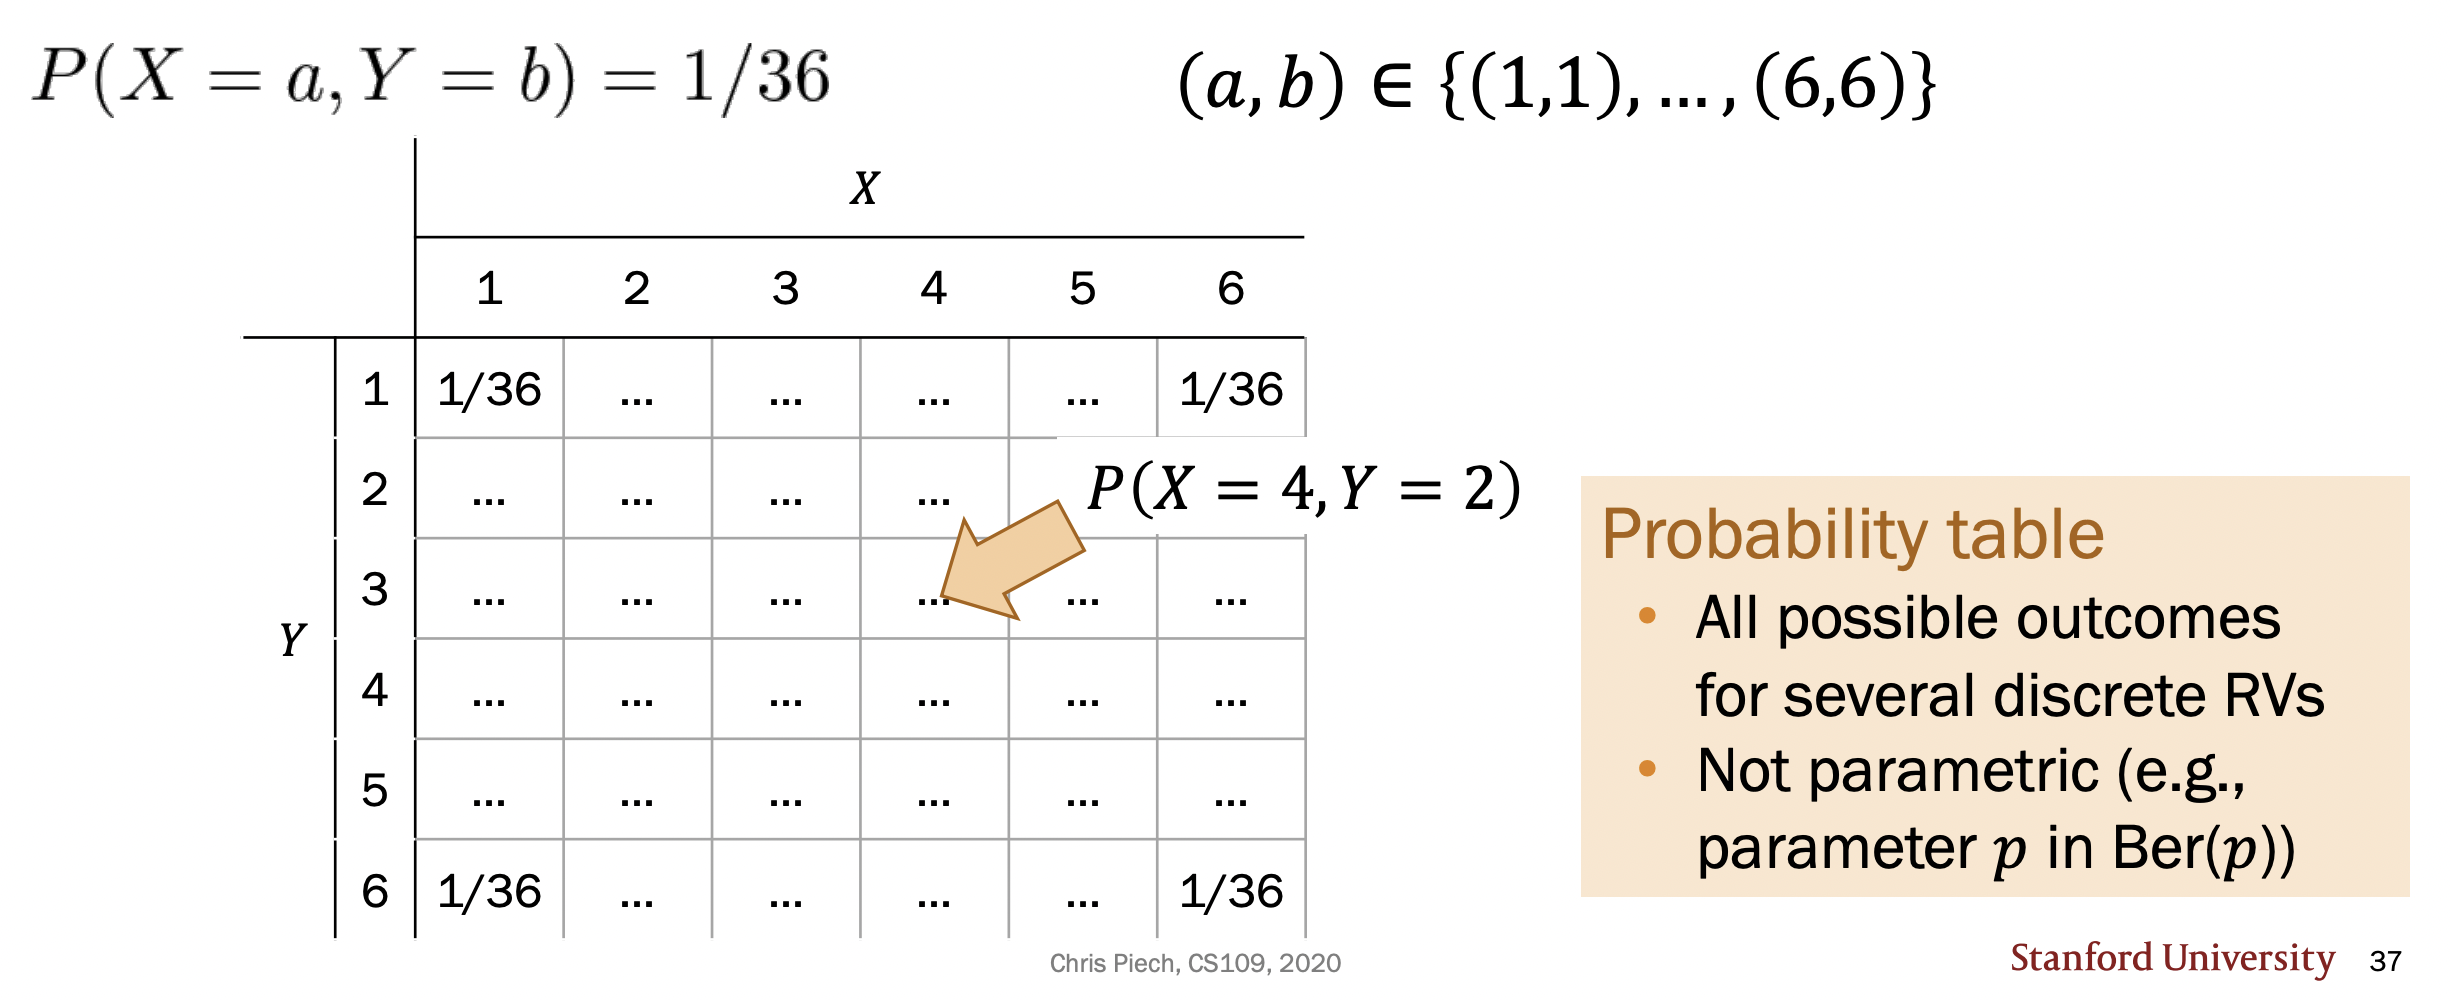 P(X = a, Y = b) = 1/36
(a, b) ∈ {(1,1), … , (6,6)}
X
1 2 3 4 5 6
1 1/36 ... ... ... ... 1/36
2 ... ... ... ...
P(X = 4, Y = 2)
3 ... ... ... ... ... ...
Y
4 ... ... ... ... ... ...
5 ... ... ... ... ... ...
6 1/36 ... ... ... ... 1/36
Probability table
• All possible outcomes
for several discrete RVs
• Not parametric (e.g.,
parameter p in Ber(p))
Chris Piech, CS109, 2020
Stanford University 37